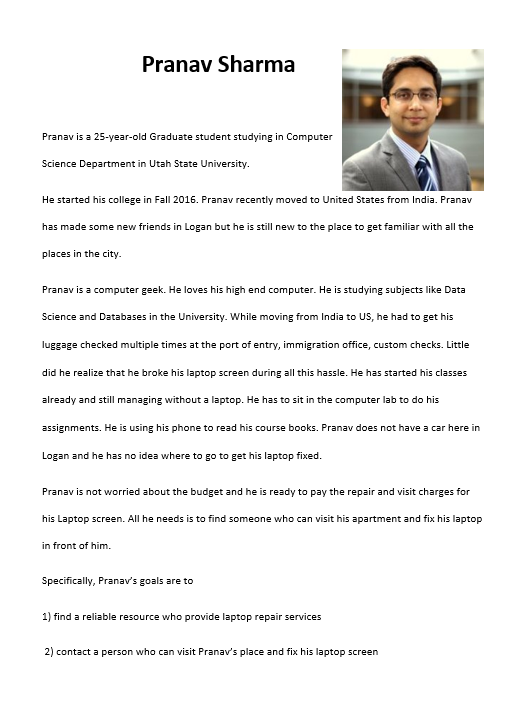 Pranav Sharma
Pranav is a 25-year-old Graduate student studying in Computer
Science Department in Utah State University.
He started his college in Fall 2016. Pranav recently moved to United States from India. Pranav
has made some new friends in Logan but he is still new to the place to get familiar with all the
places in the city.
Pranav is a computer geek. He loves his high end computer. He is studying subjects like Data
Science and Databases in the University. While moving from India to US, he had to get his
luggage checked multiple times at the port of entry, immigration office, custom checks. Little
did he realize that he broke his laptop screen during all this hassle. He has started his classes
already and still managing without a laptop. He has to sit in the computer lab to do his
assignments. He is using his phone to read his course books. Pranav does not have a car here in
Logan and he has no idea where to go to get his laptop fixed.
Pranav is not worried about the budget and he is ready to pay the repair and visit charges for
his Laptop screen. All he needs is to find someone who can visit his apartment and fix his laptop
in front of him.
Specifically, Pranav’s goals are to
1) find a reliable resource who provide laptop repair services
2) contact a person who can visit Pranav’s place and fix his laptop screen